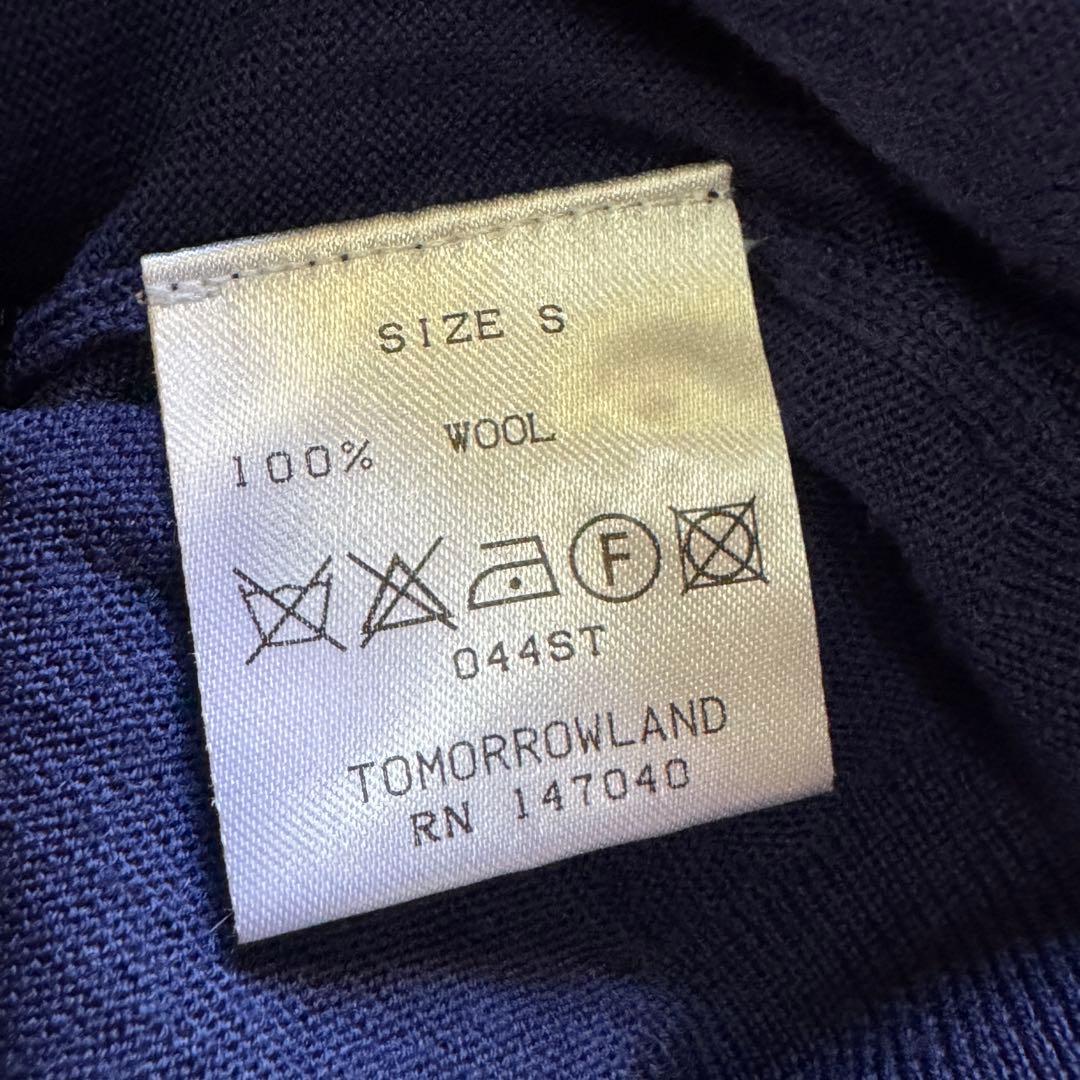 SIZE S
100% WOOL
F
044ST
TOMORROWLAND
RN 147040